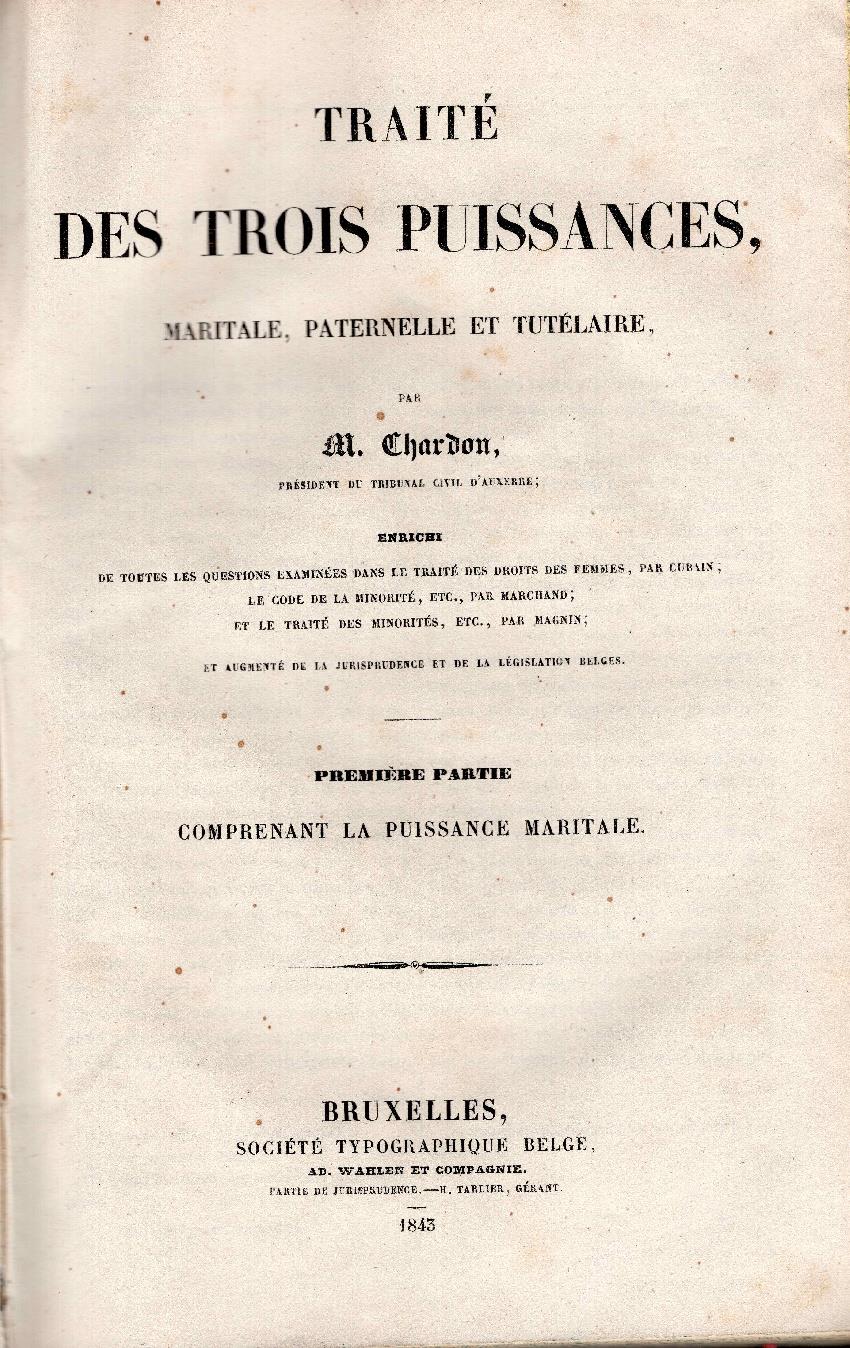 TRAITÉ
DES TROIS PUISSANCES,
MARITALE, PATERNELLE ET TUTÉLAIRE,
PAR
M. Chardon,
PRÉSIDENT DU TRIBUNAL CIVIL D'AUXERRE;
ENRICHI
DE TOUTES LES QUESTIONS EXAMINÉES DANS LE TRAITÉ DES DROITS DES FEMMES, PAR CUBAIN;
LE CODE DE LA MINORITÉ, ETC., PAR MARCHAND;
ET LE TRAITÉ DES MINORITÉS, ETC., PAR MAGNIN;
ET AUGMENTÉ DE LA JURISPRUDENCE ET DE LA LÉGISLATION BELGES.
PREMIÈRE PARTIE
COMPRENANT LA PUISSANCE MARITALE.
BRUXELLES,
SOCIÉTÉ TYPOGRAPHIQUE BELGE,
AD. WAHLEN ET COMPAGNIE.
PARTIE DE JURISPRUDENCE.—H. TARLIER, GÉRANT.
1843